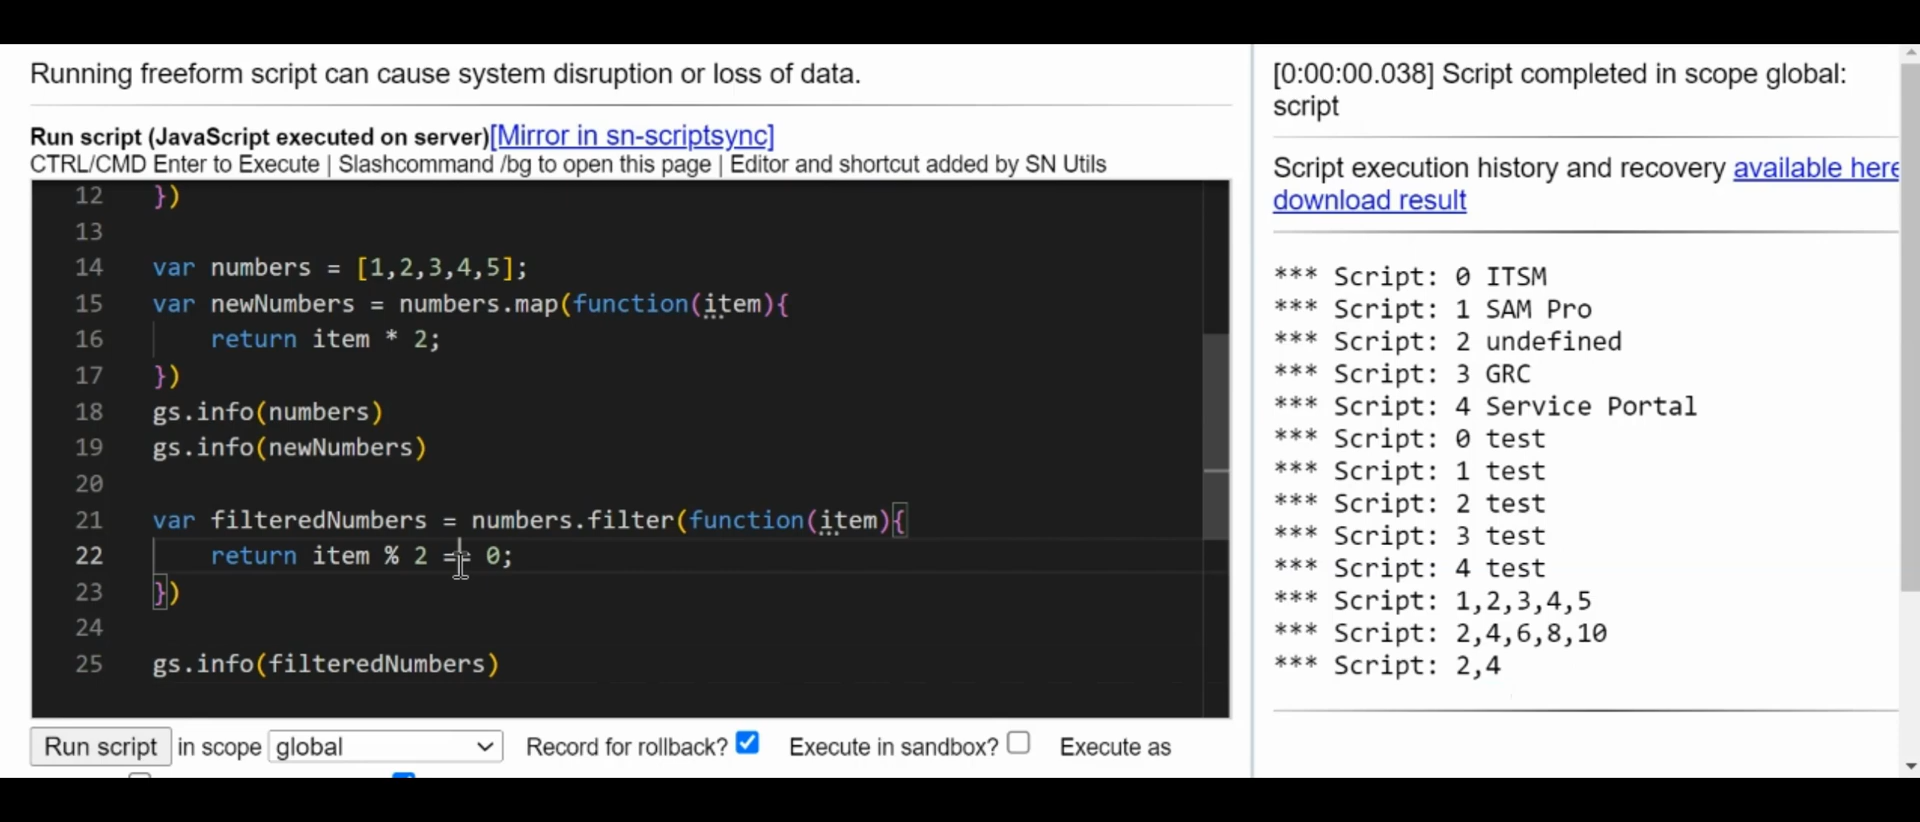 Running freeform script can cause system disruption or loss of data.
Run script (JavaScript executed on server)[Mirror in sn-scriptsync]
CTRL/CMD Enter to Execute | Slashcommand /bg to open this page | Editor and shortcut added by SN Utils
12 })
13
14 var numbers = [1,2,3,4,5];
15 var newNumbers = numbers.map(function(item){
16 return item * 2;
17 })
18 gs.info(numbers)
19 gs.info(newNumbers)
20
21 var filteredNumbers = numbers.filter(function(item){
22 return item % 2 == 0;
23 })
24
25 gs.info(filteredNumbers)
Run script in scope global Record for rollback? Execute in sandbox? Execute as
[0:00:00.038] Script completed in scope global:
script
Script execution history and recovery available here
download result
*** Script: 0 ITSM
*** Script: 1 SAM Pro
*** Script: 2 undefined
*** Script: 3 GRC
*** Script: 4 Service Portal
*** Script: 0 test
*** Script: 1 test
*** Script: 2 test
*** Script: 3 test
*** Script: 4 test
*** Script: 1,2,3,4,5
*** Script: 2,4,6,8,10
*** Script: 2,4